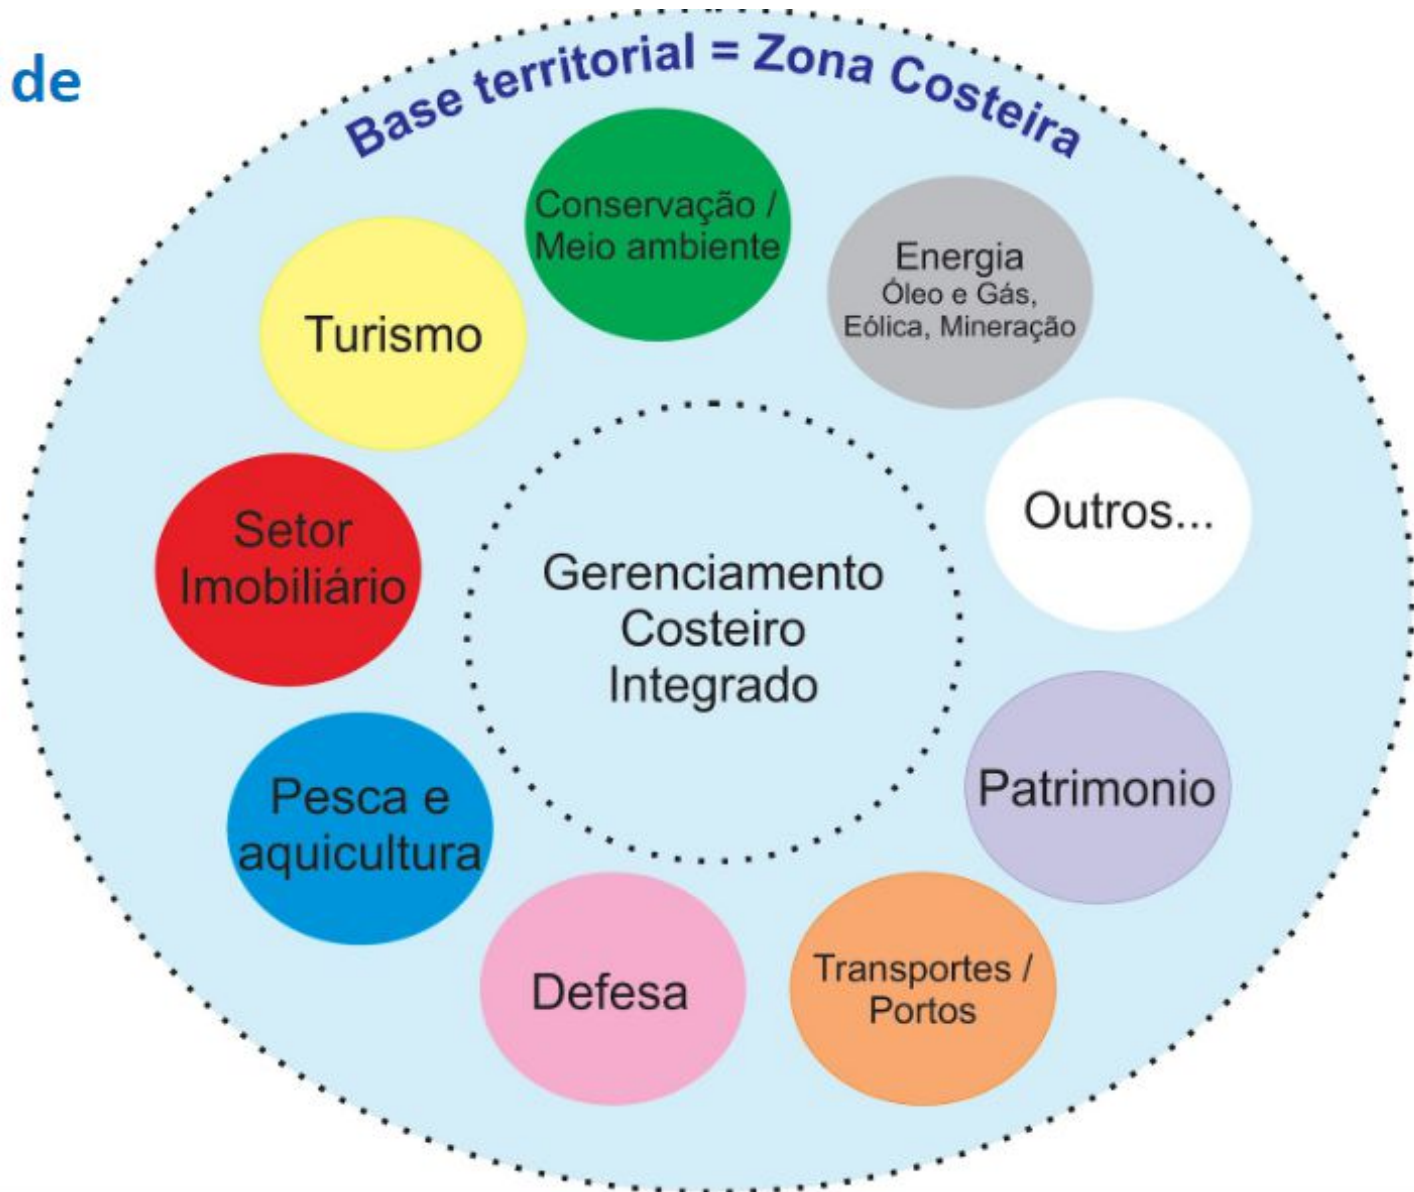 de
Base territorial = Zona Costeira
Conservação /
Meio ambiente
Energia
Óleo e Gás,
Eólica, Mineração
Turismo
Outros...
Setor
Imobiliário
Gerenciamento
Costeiro
Integrado
Patrimonio
Pesca e
aquicultura
Defesa
Transportes /
Portos